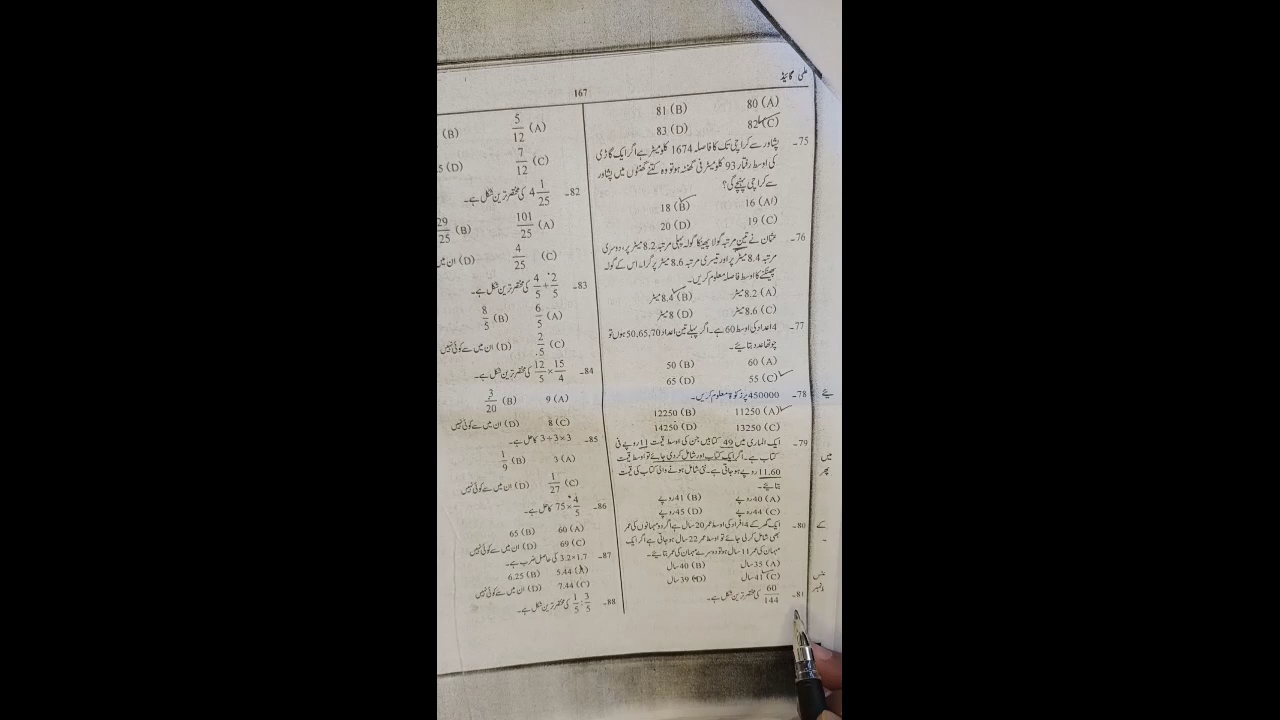 علمی گائیڈ
167
80 (A) 81 (B)
82 (C) 83 (D)
75۔ پشاور سے کراچی تک کا فاصلہ 1674 کلومیٹر ہے اگر ایک گاڑی
کی اوسط رفتار 93 کلومیٹر فی گھنٹہ ہو تو وہ کتنے گھنٹوں میں پشاور
سے کراچی پہنچے گی؟
16 (A) 18 (B)
19 (C) 20 (D)
76۔ عثمان نے تین مرتبہ گولا پھینکا گولہ پہلی مرتبہ 8.2 میٹر پر، دوسری
مرتبہ 8.4 میٹر پر اور تیسری مرتبہ 8.6 میٹر پر گرا۔ اس کے گولہ
پھینکنے کا اوسط فاصلہ معلوم کریں۔
8.2 (A) میٹر 8.4 (B) میٹر
8.6 (C) میٹر 8 (D) میٹر
77۔ 4 اعداد کی اوسط 60 ہے۔ اگر پہلے تین اعداد 50,65,70 ہوں تو
چوتھا عدد بتائیے۔
60 (A) 50 (B)
55 (C) 65 (D)
78۔ 450000 پر زکوٰۃ معلوم کریں۔
11250 (A) 12250 (B)
13250 (C) 14250 (D)
79۔ ایک الماری میں 49 کتابیں جن کی اوسط قیمت 11 روپے فی
کتاب ہے۔ اگر ایک کتاب اور شامل کر دی جائے تو اوسط قیمت
11.60 روپے ہو جاتی ہے۔ نئی شامل ہونے والی کتاب کی قیمت
بتائیے۔
40 (A) روپے 41 (B) روپے
44 (C) روپے 45 (D) روپے
80۔ ایک گھر کے 4 افراد کی اوسط عمر 20 سال ہے اگر دو مہمانوں کی عمر
بھی شامل کر لی جائے تو اوسط عمر 22 سال ہو جاتی ہے اگر ایک
مہمان کی عمر 11 سال ہو تو دوسرے مہمان کی عمر بتائیے۔
35 (A) سال 40 (B) سال
41 (C) سال 39 (D) سال
81۔ 60/144 کی مختصر ترین شکل ہے۔
5/12 (A) (B)
7/12 (C) 5 (D)
82۔ 4 1/25 کی مختصر ترین شکل ہے۔
101/25 (A) 29/25 (B)
4/25 (C) (D) ان میں
83۔ 2/5 ÷ 4/5 کی مختصر ترین شکل ہے۔
6/5 (A) 8/5 (B)
2/5 (C) (D) ان میں سے کوئی نہیں
84۔ 12/5 × 15/4 کی مختصر ترین شکل ہے۔
9 (A) 3/20 (B)
8 (C) (D) ان میں سے کوئی نہیں
85۔ 3÷3×3 کا حل ہے۔
3 (A) 1/9 (B)
1/27 (C) (D) ان میں سے کوئی نہیں
86۔ 75×4/5 کا حل ہے۔
60 (A) 65 (B)
69 (C) (D) ان میں سے کوئی نہیں
87۔ 3.2×1.7 کی حاصل ضرب ہے۔
5.44 (A) 6.25 (B)
7.44 (C) (D) ان میں سے کوئی نہیں
88۔ 1/5 : 3/5 کی مختصر ترین شکل ہے۔
یے
میں
پھر
کے